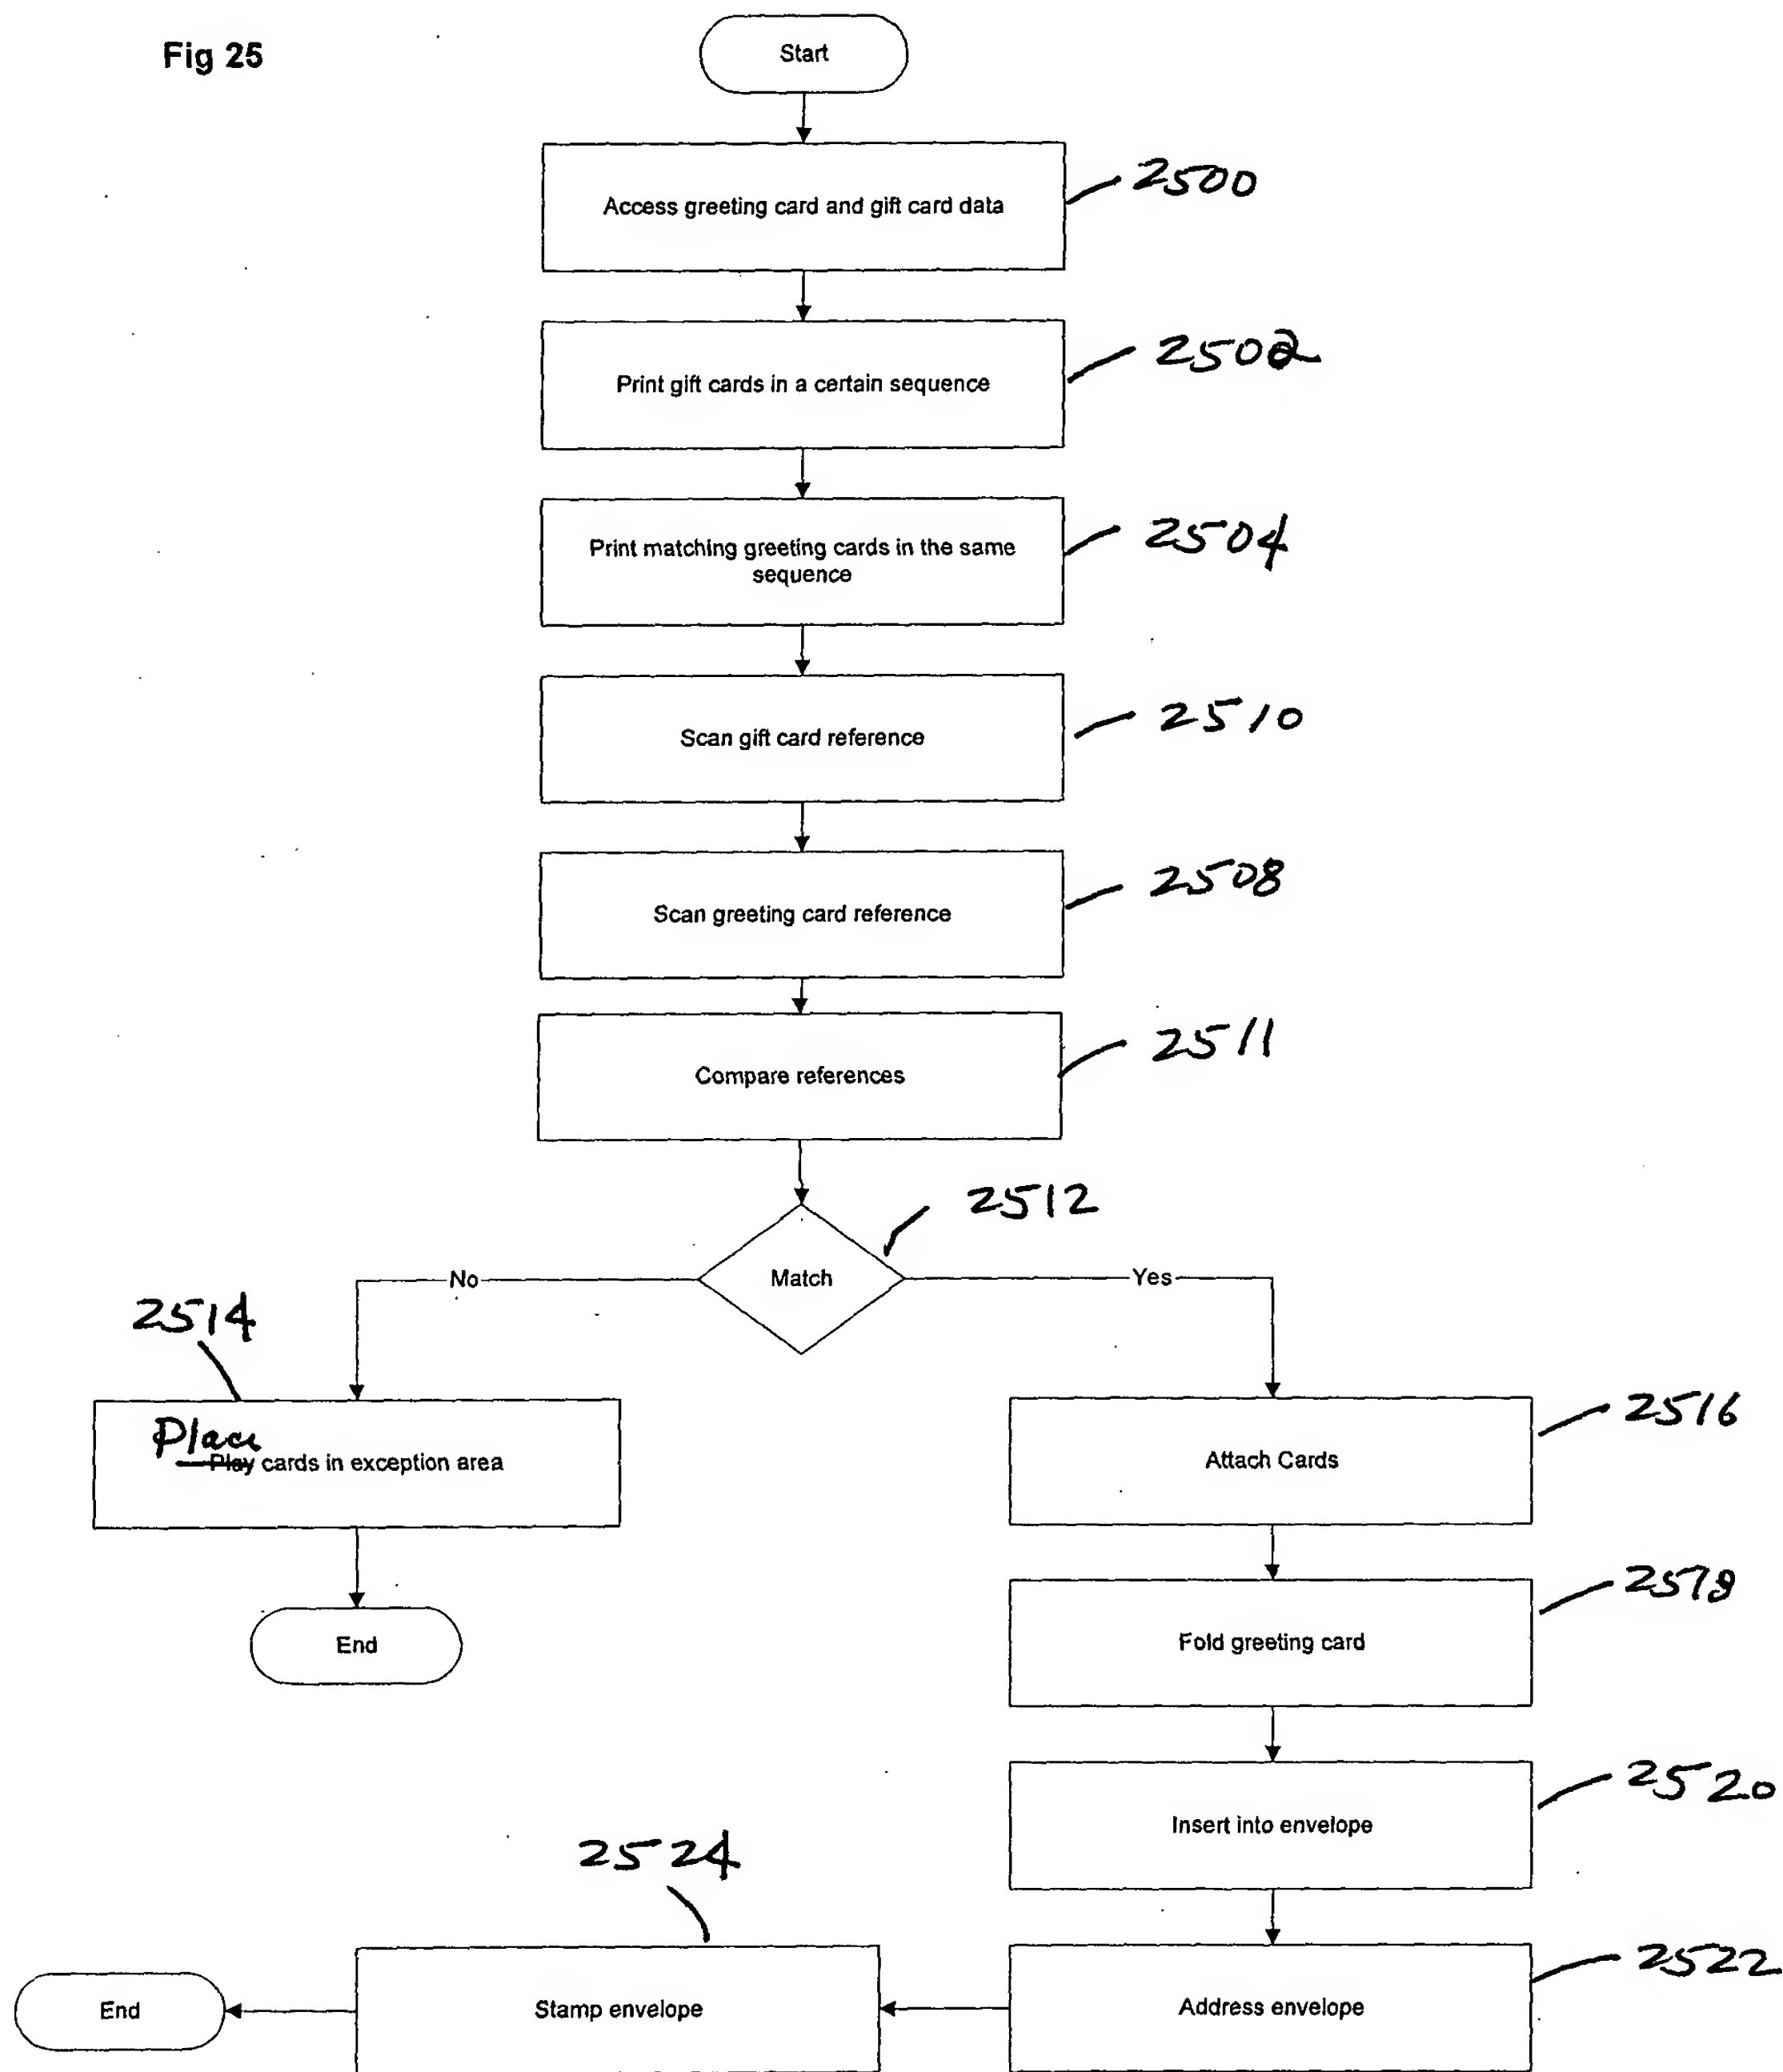 Fig 25
Start
Access greeting card and gift card data
2500
Print gift cards in a certain sequence
2502
Print matching greeting cards in the same
sequence
2504
Scan gift card reference
2510
Scan greeting card reference
2508
Compare references
2511
2512
Match
No
Yes
2514
Place
Play cards in exception area
End
Attach Cards
2516
Fold greeting card
2518
Insert into envelope
2520
Address envelope
2522
2524
Stamp envelope
End